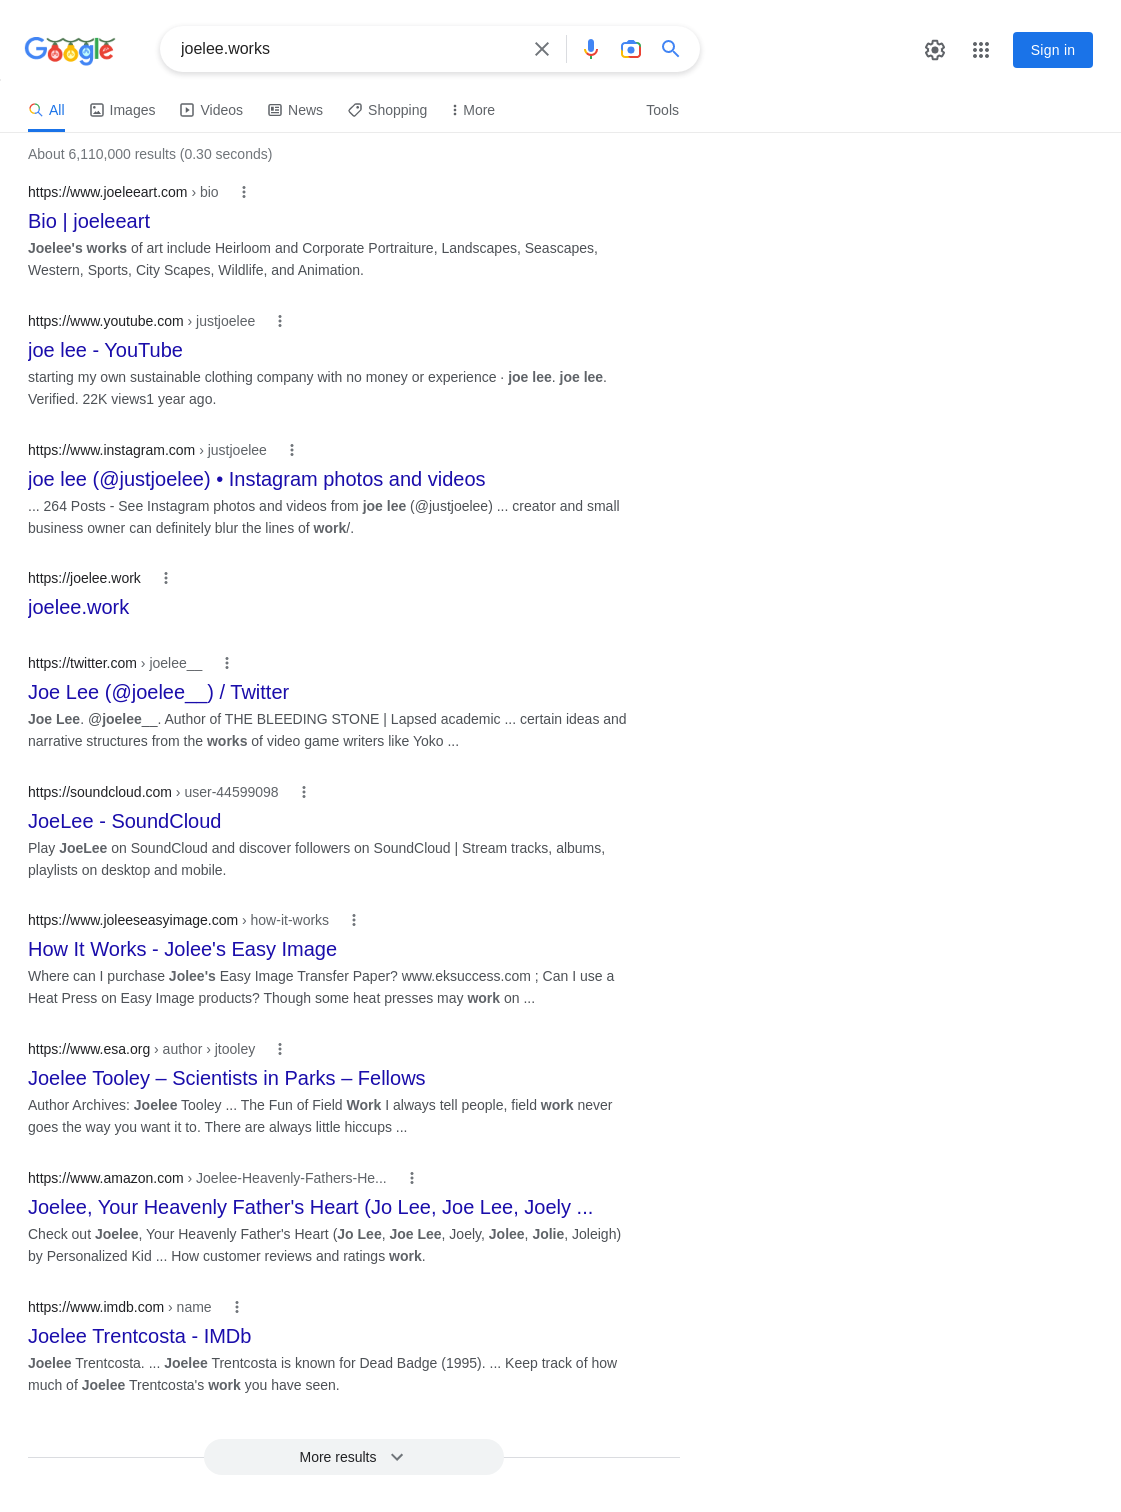 Google
joelee.works
Sign in
All
Images
Videos
News
Shopping
More
Tools
About 6,110,000 results (0.30 seconds)
https://www.joeleeart.com › bio
Bio | joeleeart
Joelee's works of art include Heirloom and Corporate Portraiture, Landscapes, Seascapes,
Western, Sports, City Scapes, Wildlife, and Animation.
https://www.youtube.com › justjoelee
joe lee - YouTube
starting my own sustainable clothing company with no money or experience · joe lee. joe lee.
Verified. 22K views1 year ago.
https://www.instagram.com › justjoelee
joe lee (@justjoelee) • Instagram photos and videos
... 264 Posts - See Instagram photos and videos from joe lee (@justjoelee) ... creator and small
business owner can definitely blur the lines of work/.
https://joelee.work
joelee.work
https://twitter.com › joelee__
Joe Lee (@joelee__) / Twitter
Joe Lee. @joelee__. Author of THE BLEEDING STONE | Lapsed academic ... certain ideas and
narrative structures from the works of video game writers like Yoko ...
https://soundcloud.com › user-44599098
JoeLee - SoundCloud
Play JoeLee on SoundCloud and discover followers on SoundCloud | Stream tracks, albums,
playlists on desktop and mobile.
https://www.joleeseasyimage.com › how-it-works
How It Works - Jolee's Easy Image
Where can I purchase Jolee's Easy Image Transfer Paper? www.eksuccess.com ; Can I use a
Heat Press on Easy Image products? Though some heat presses may work on ...
https://www.esa.org › author › jtooley
Joelee Tooley – Scientists in Parks – Fellows
Author Archives: Joelee Tooley ... The Fun of Field Work I always tell people, field work never
goes the way you want it to. There are always little hiccups ...
https://www.amazon.com › Joelee-Heavenly-Fathers-He...
Joelee, Your Heavenly Father's Heart (Jo Lee, Joe Lee, Joely ...
Check out Joelee, Your Heavenly Father's Heart (Jo Lee, Joe Lee, Joely, Jolee, Jolie, Joleigh)
by Personalized Kid ... How customer reviews and ratings work.
https://www.imdb.com › name
Joelee Trentcosta - IMDb
Joelee Trentcosta. ... Joelee Trentcosta is known for Dead Badge (1995). ... Keep track of how
much of Joelee Trentcosta's work you have seen.
More results